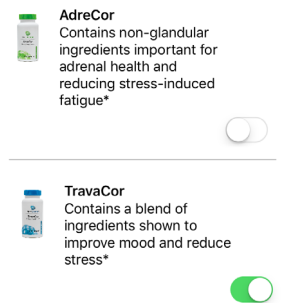 AdreCor
Contains non-glandular
ingredients important for
adrenal health and
reducing stress-induced
fatigue*
TravaCor
Contains a blend of
ingredients shown to
improve mood and reduce
stress*